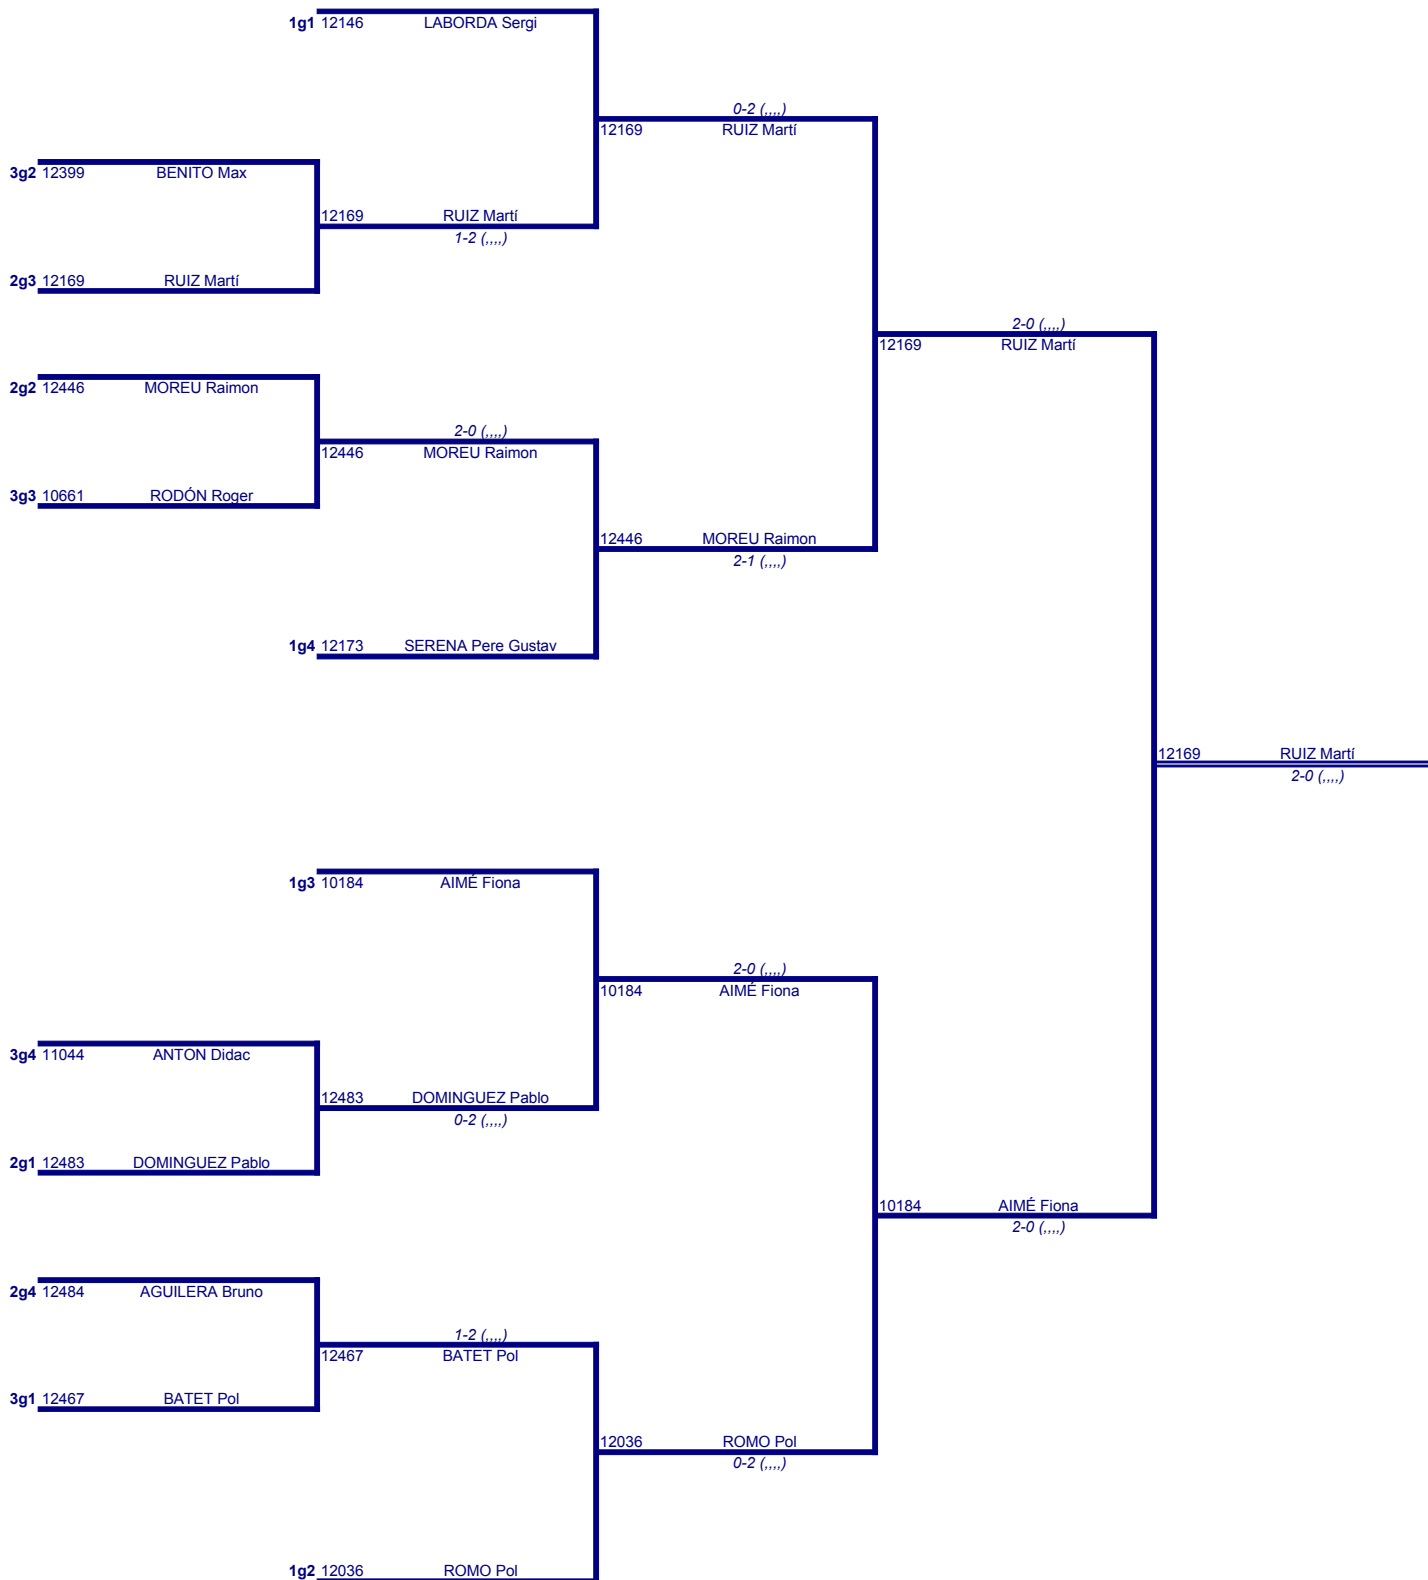 1g1 12146 LABORDA Sergi
0-2 (,,,,)
12169 RUIZ Martí
3g2 12399 BENITO Max
12169 RUIZ Martí
1-2 (,,,,)
2g3 12169 RUIZ Martí
2-0 (,,,,)
12169 RUIZ Martí
2g2 12446 MOREU Raimon
2-0 (,,,,)
12446 MOREU Raimon
3g3 10661 RODÓN Roger
12446 MOREU Raimon
2-1 (,,,,)
1g4 12173 SERENA Pere Gustav
12169 RUIZ Martí
2-0 (,,,,)
1g3 10184 AIMÉ Fiona
2-0 (,,,,)
10184 AIMÉ Fiona
3g4 11044 ANTON Didac
12483 DOMINGUEZ Pablo
0-2 (,,,,)
2g1 12483 DOMINGUEZ Pablo
10184 AIMÉ Fiona
2-0 (,,,,)
2g4 12484 AGUILERA Bruno
1-2 (,,,,)
12467 BATET Pol
3g1 12467 BATET Pol
12036 ROMO Pol
0-2 (,,,,)
1g2 12036 ROMO Pol